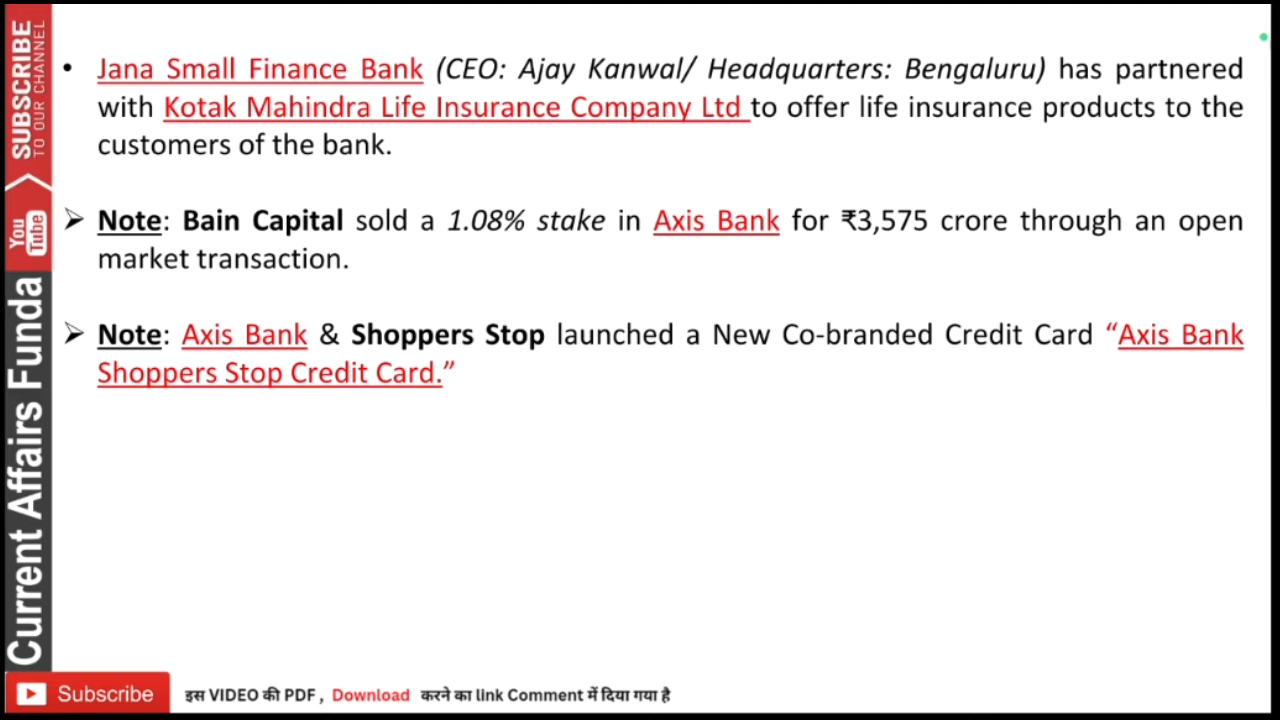 • Jana Small Finance Bank (CEO: Ajay Kanwal/ Headquarters: Bengaluru) has partnered
with Kotak Mahindra Life Insurance Company Ltd to offer life insurance products to the
customers of the bank.
➢ Note: Bain Capital sold a 1.08% stake in Axis Bank for ₹3,575 crore through an open
market transaction.
➢ Note: Axis Bank & Shoppers Stop launched a New Co-branded Credit Card “Axis Bank
Shoppers Stop Credit Card.”
SUBSCRIBE
TO OUR CHANNEL
You
Tube
Current Affairs Funda
Subscribe
इस VIDEO की PDF , Download करने का link Comment में दिया गया है